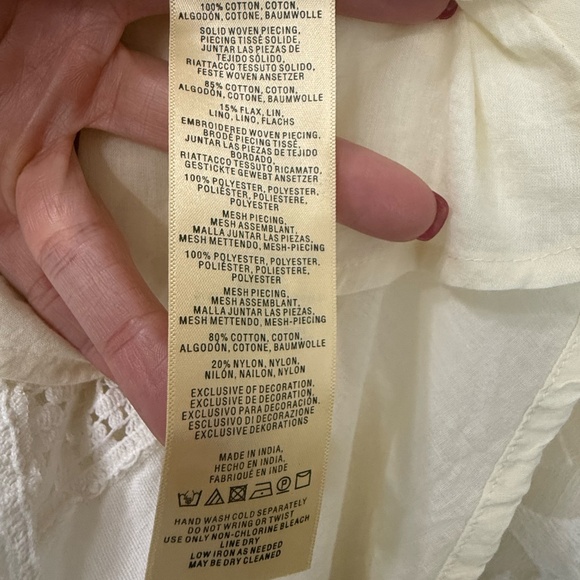 100% COTTON, COTON,
ALGODÓN, COTONE, BAUMWOLLE
SOLID WOVEN PIECING,
PIECING TISSÉ SOLIDE,
JUNTAR LAS PIEZAS DE
TEJIDO SÓLIDO,
RIATTACCO TESSUTO SOLIDO,
FESTE WOVEN ANSETZER
85% COTTON, COTON,
ALGODÓN, COTONE, BAUMWOLLE
15% FLAX, LIN,
LINO, LINO, FLACHS
EMBROIDERED WOVEN PIECING,
BRODÉ PIECING TISSÉ,
JUNTAR LAS PIEZAS DE TEJIDO
BORDADO,
RIATTACCO TESSUTO RICAMATO,
GESTICKTE GEWEBT ANSETZER
100% POLYESTER, POLYESTER,
POLIÉSTER, POLIESTERE,
POLYESTER
MESH PIECING,
MESH ASSEMBLANT,
MALLA JUNTAR LAS PIEZAS,
MESH METTENDO, MESH-PIECING
100% POLYESTER, POLYESTER,
POLIÉSTER, POLIESTERE,
POLYESTER
MESH PIECING,
MESH ASSEMBLANT,
MALLA JUNTAR LAS PIEZAS,
MESH METTENDO, MESH-PIECING
80% COTTON, COTON,
ALGODÓN, COTONE, BAUMWOLLE
20% NYLON, NYLON,
NILÓN, NAILON, NYLON
EXCLUSIVE OF DECORATION,
EXCLUSIVE DE DECORATION,
EXCLUSIVO PARA DECORACIÓN,
ESCLUSIVO DI DECORAZIONE
EXCLUSIVE DEKORATIONS
MADE IN INDIA,
HECHO EN INDIA,
FABRIQUÉ EN INDE
HAND WASH COLD SEPARATELY
DO NOT WRING OR TWIST
USE ONLY NON-CHLORINE BLEACH
LINE DRY
LOW IRON AS NEEDED
MAY BE DRY CLEANED